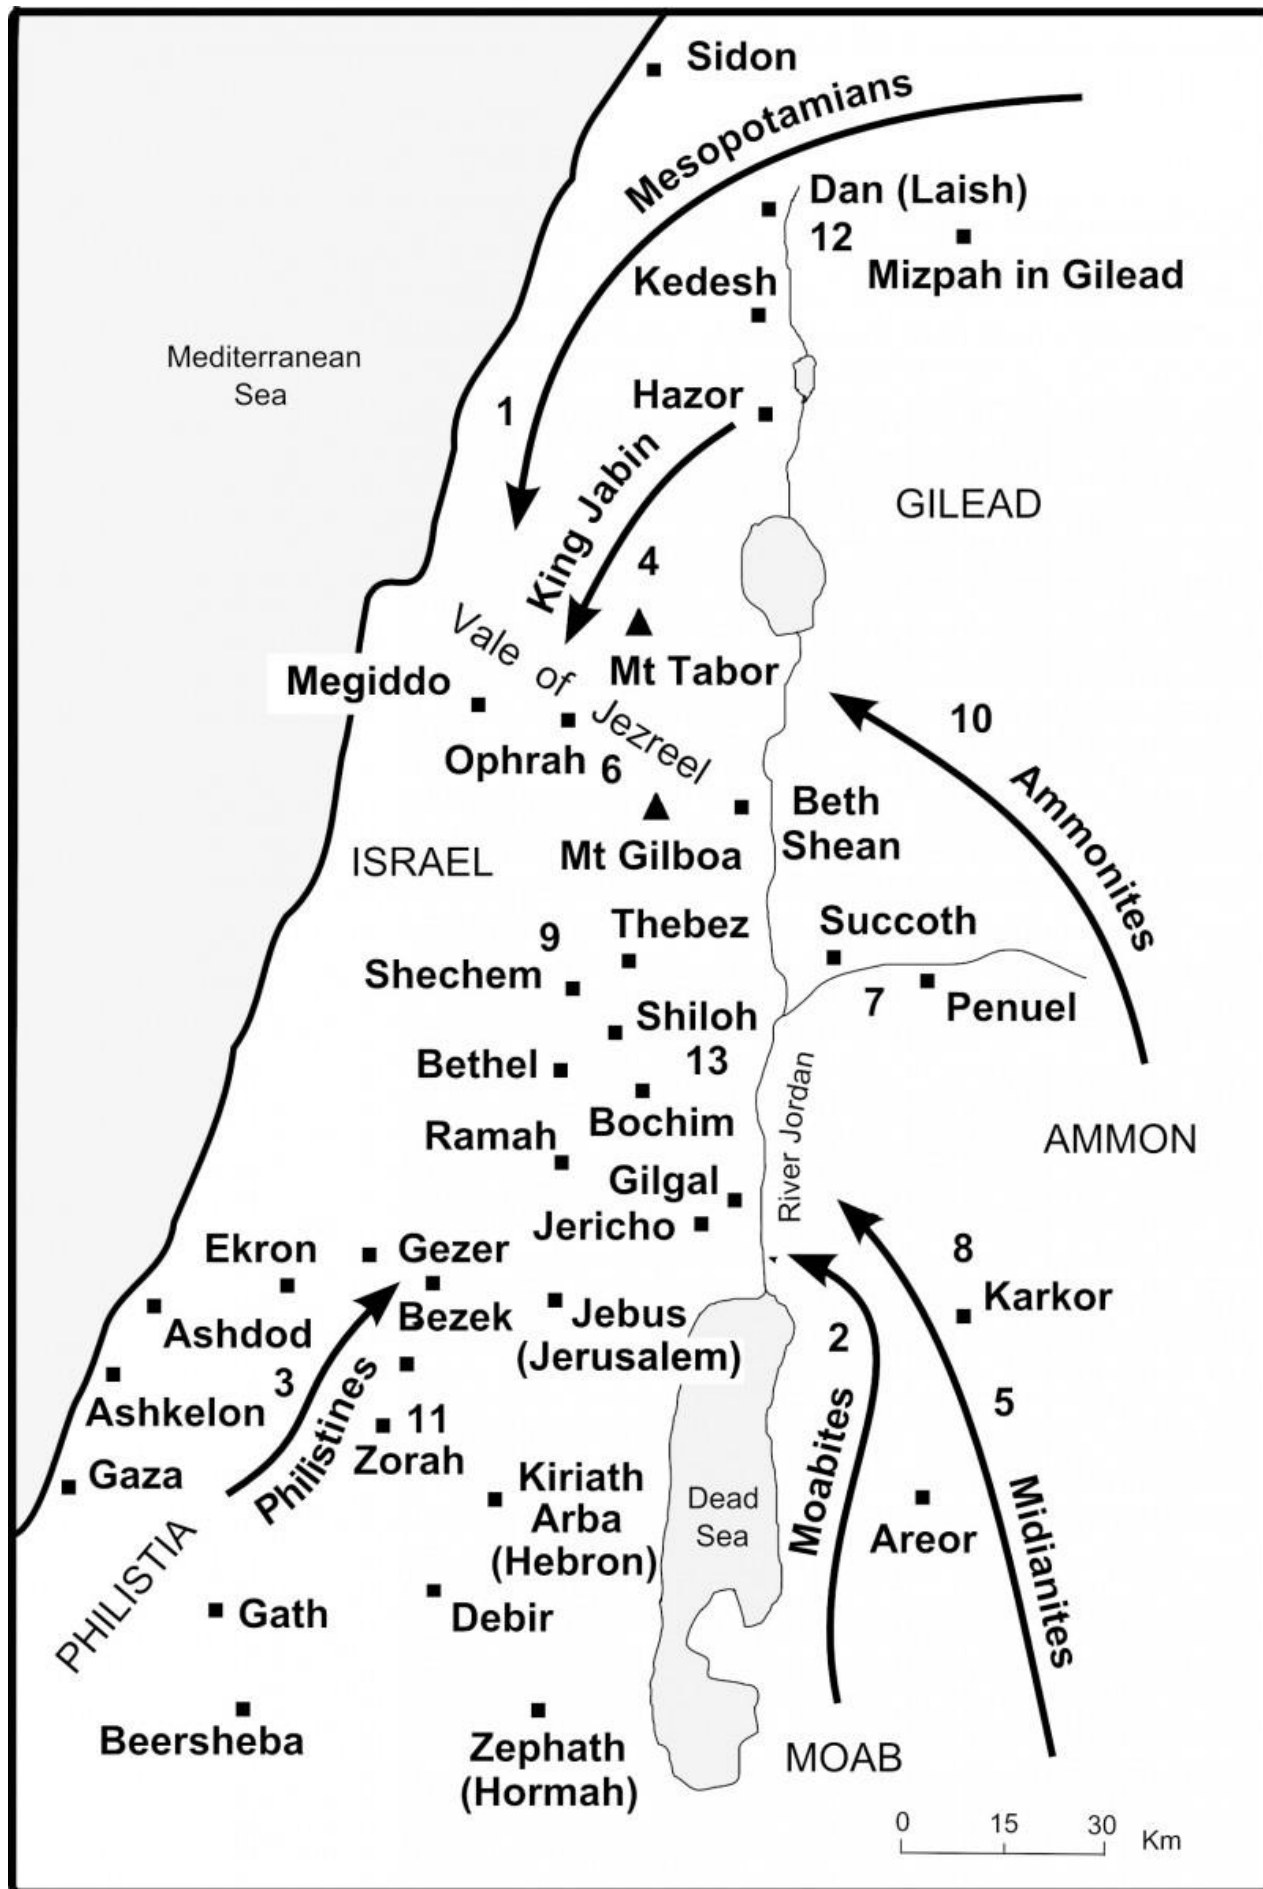 Sidon
Mesopotamians
Dan (Laish)
12
Mizpah in Gilead
Kedesh
Mediterranean
Sea
Hazor
1
King Jabin
GILEAD
4
Vale of Jezreel
Mt Tabor
Megiddo
10
Ophrah
6
Ammonites
Beth
Shean
Mt Gilboa
ISRAEL
Thebez
Succoth
9
Shechem
7
Penuel
Shiloh
13
Bethel
Bochim
River Jordan
AMMON
Ramah
Gilgal
Jericho
Ekron
Gezer
8
Karkor
Bezek
Jebus
(Jerusalem)
Ashdod
2
3
Ashkelon
Philistines
11
Zorah
5
Moabites
Midianites
Gaza
Kiriath
Arba
(Hebron)
Dead
Sea
Areor
PHILISTIA
Gath
Debir
Beersheba
Zephath
(Hormah)
MOAB
0 15 30 Km